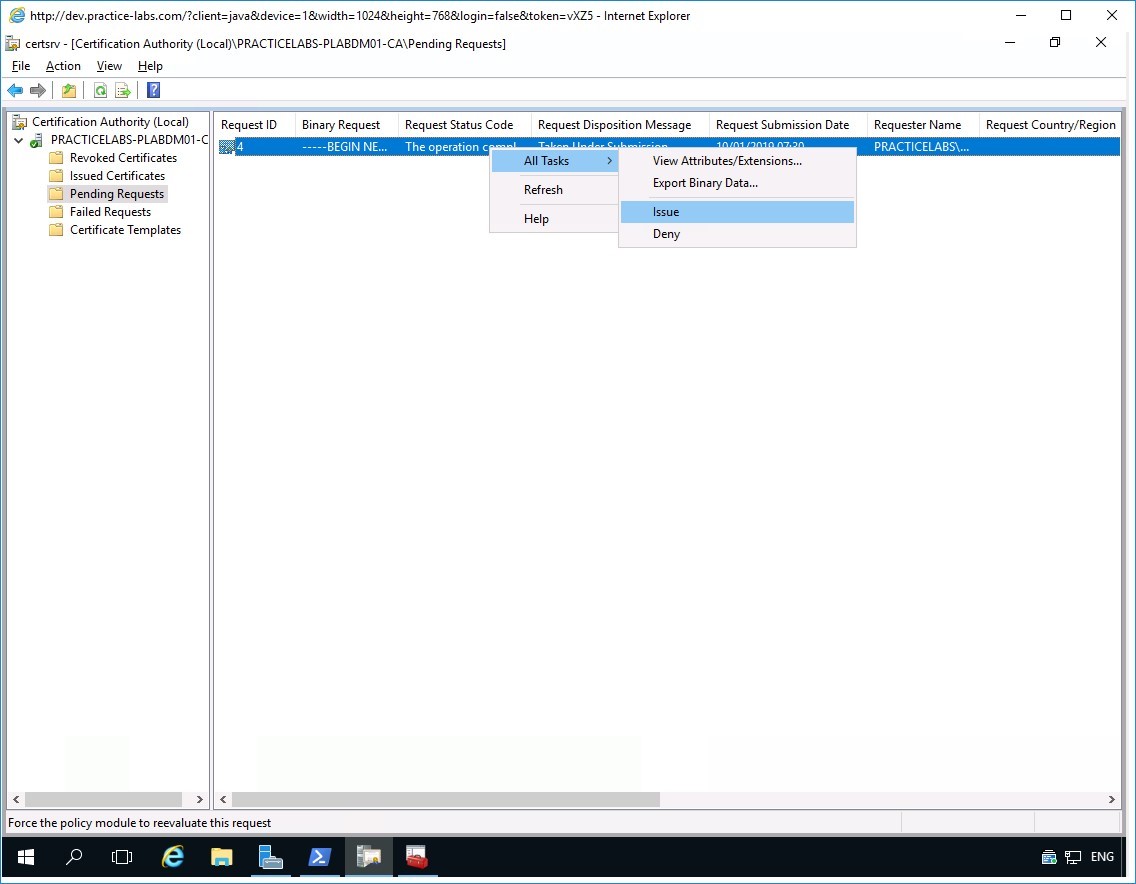 http://dev.practice-labs.com/?client=java&device=1&width=1024&height=768&login=false&token=vXZ5 - Internet Explorer
certsrv - [Certification Authority (Local)\PRACTICELABS-PLABDM01-CA\Pending Requests]
File Action View Help
Certification Authority (Local)
PRACTICELABS-PLABDM01-C
Revoked Certificates
Issued Certificates
Pending Requests
Failed Requests
Certificate Templates
Request ID Binary Request Request Status Code Request Disposition Message Request Submission Date Requester Name Request Country/Region
4 -----BEGIN NE... The operation compl Taken Under Submission 10/01/2019 07:30 PRACTICELABS\...
All Tasks
Refresh
Help
View Attributes/Extensions...
Export Binary Data...
Issue
Deny
Force the policy module to reevaluate this request
ENG